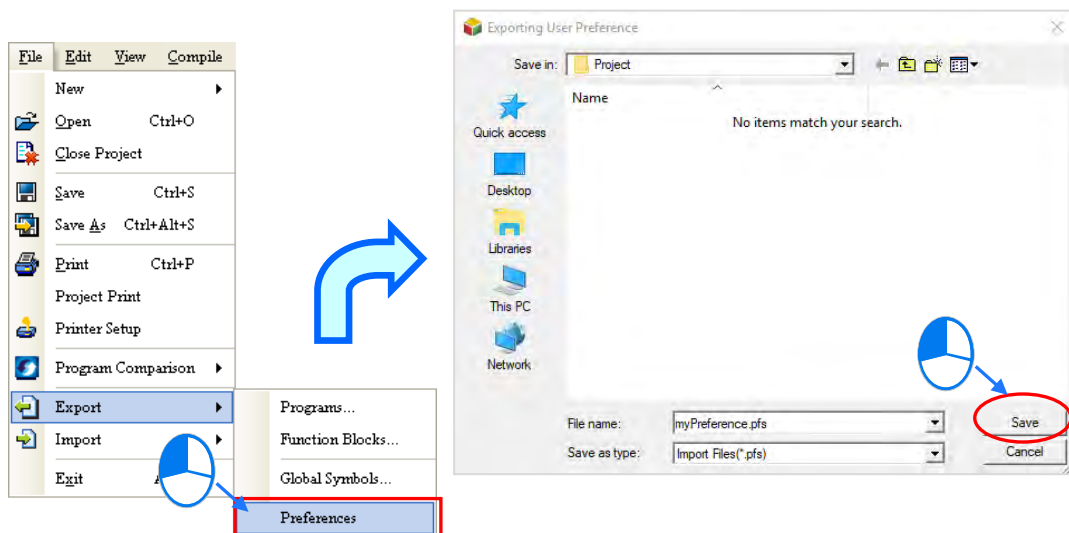 File Edit View Compile
New
Open Ctrl+O
Close Project
Save Ctrl+S
Save As Ctrl+Alt+S
Print Ctrl+P
Project Print
Printer Setup
Program Comparison
Export
Import
Exit
Programs...
Function Blocks...
Global Symbols...
Preferences
Exporting User Preference
Save in: Project
Name
No items match your search.
Quick access
Desktop
Libraries
This PC
Network
File name: myPreference.pfs Save
Save as type: Import Files(*.pfs) Cancel